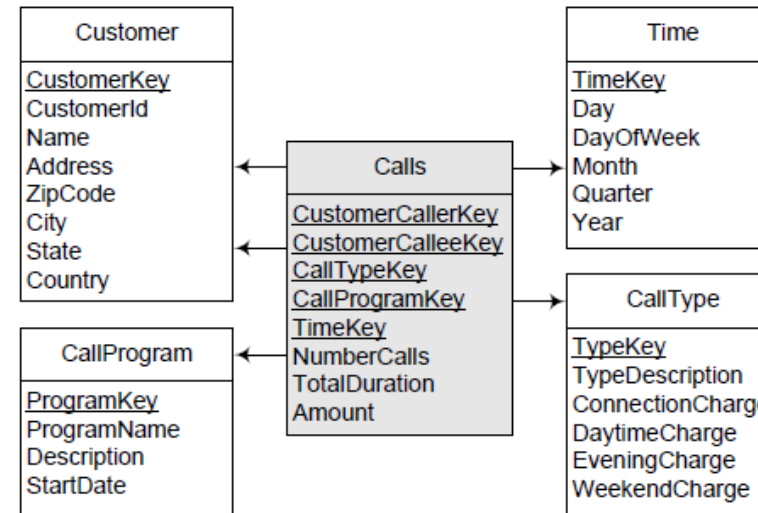 Customer
CustomerKey
CustomerId
Name
Address
ZipCode
City
State
Country
Calls
CustomerCallerKey
CustomerCalleeKey
CallTypeKey
CallProgramKey
TimeKey
NumberCalls
TotalDuration
Amount
Time
TimeKey
Day
DayOfWeek
Month
Quarter
Year
CallProgram
ProgramKey
ProgramName
Description
StartDate
CallType
TypeKey
TypeDescription
ConnectionCharge
DaytimeCharge
EveningCharge
WeekendCharge